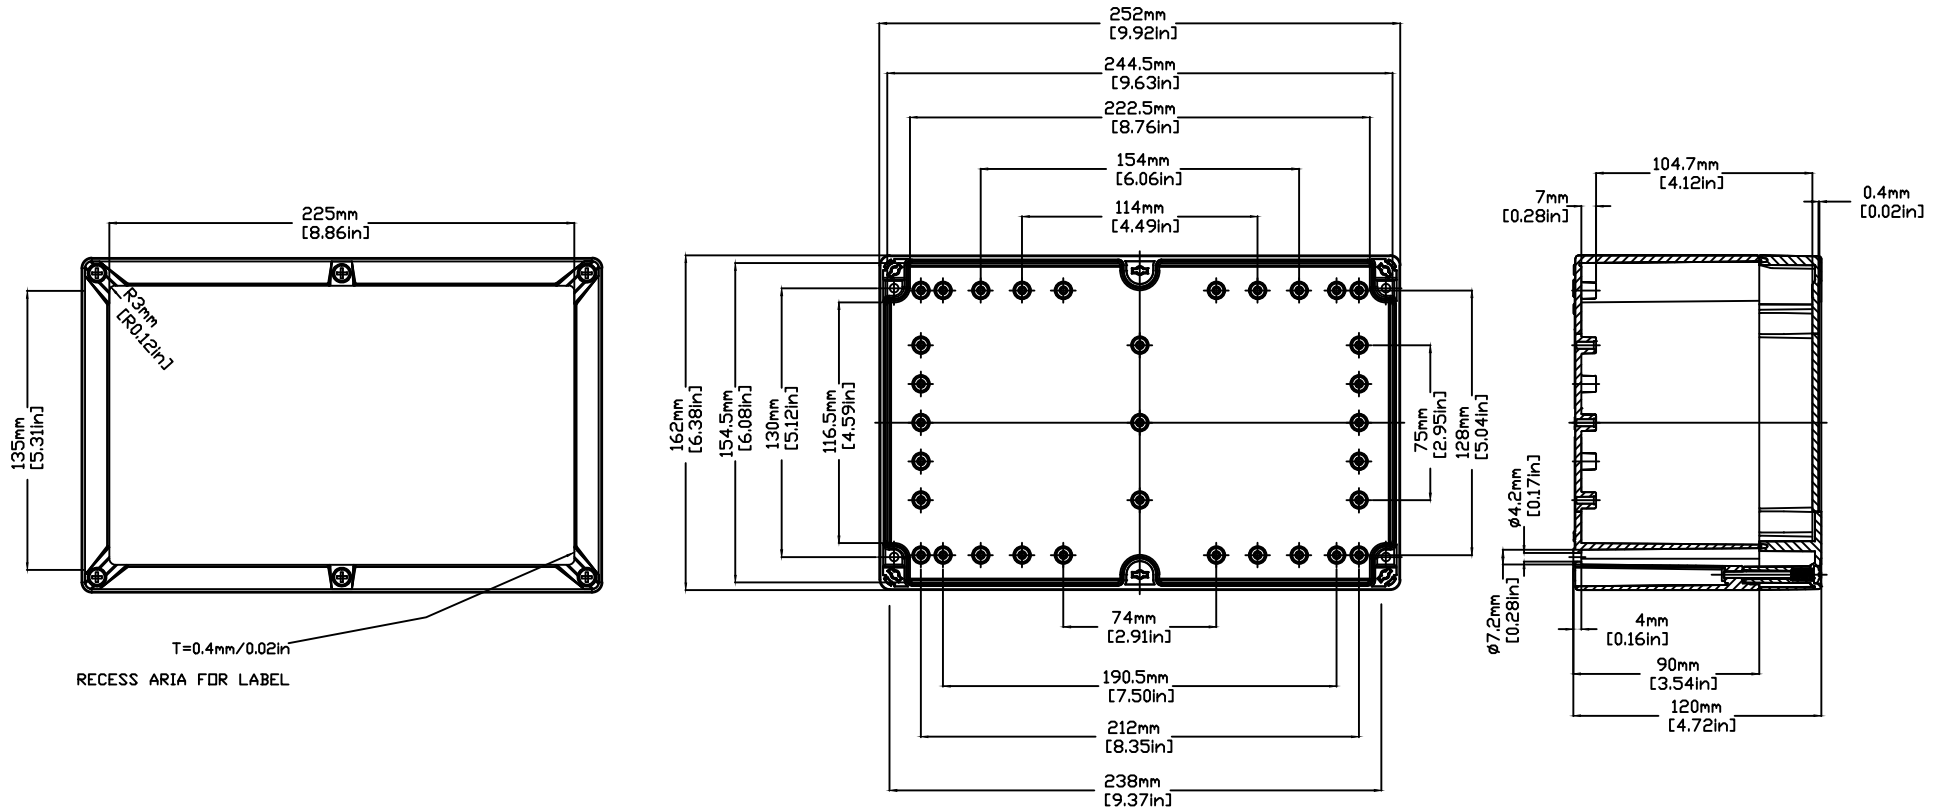 225mm
[8.86in]
R3mm
[R0.12in]
135mm
[5.31in]
T=0.4mm/0.02in
RECESS ARIA FOR LABEL
252mm
[9.92in]
244.5mm
[9.63in]
222.5mm
[8.76in]
154mm
[6.06in]
114mm
[4.49in]
162mm
[6.38in]
154.5mm
[6.08in]
130mm
[5.12in]
116.5mm
[4.59in]
75mm
[2.95in]
128mm
[5.04in]
74mm
[2.91in]
190.5mm
[7.50in]
212mm
[8.35in]
238mm
[9.37in]
104.7mm
[4.12in]
7mm
[0.28in]
0.4mm
[0.02in]
ø4.2mm
[0.17in]
ø7.2mm
[0.28in]
4mm
[0.16in]
90mm
[3.54in]
120mm
[4.72in]